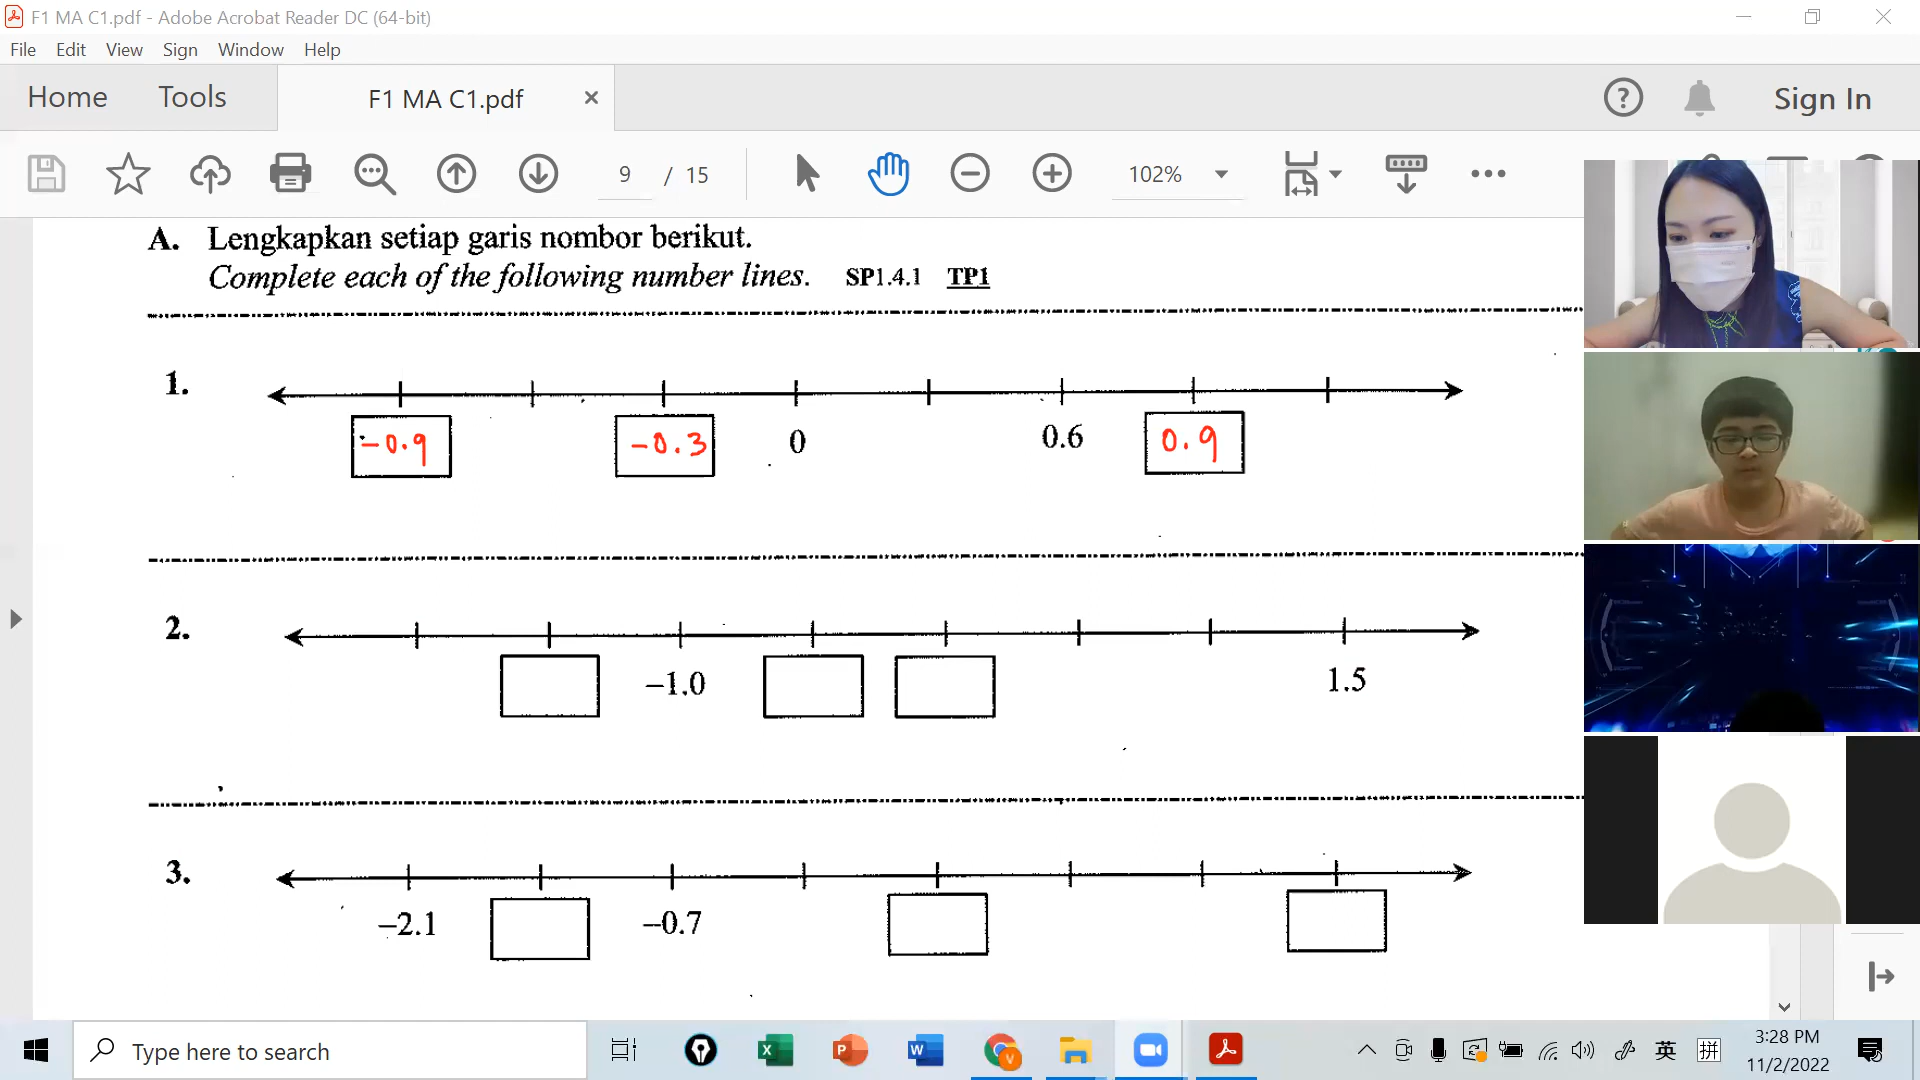 F1 MA C1.pdf - Adobe Acrobat Reader DC (64-bit)
File Edit View Sign Window Help
Home Tools F1 MA C1.pdf Sign In
9 / 15 102%
A. Lengkapkan setiap garis nombor berikut.
Complete each of the following number lines. SP1.4.1 TP1
1.
-0.9 -0.3 0 0.6 0.9
2.
–1.0 1.5
3.
–2.1 –0.7
Type here to search
英 拼
3:28 PM
11/2/2022